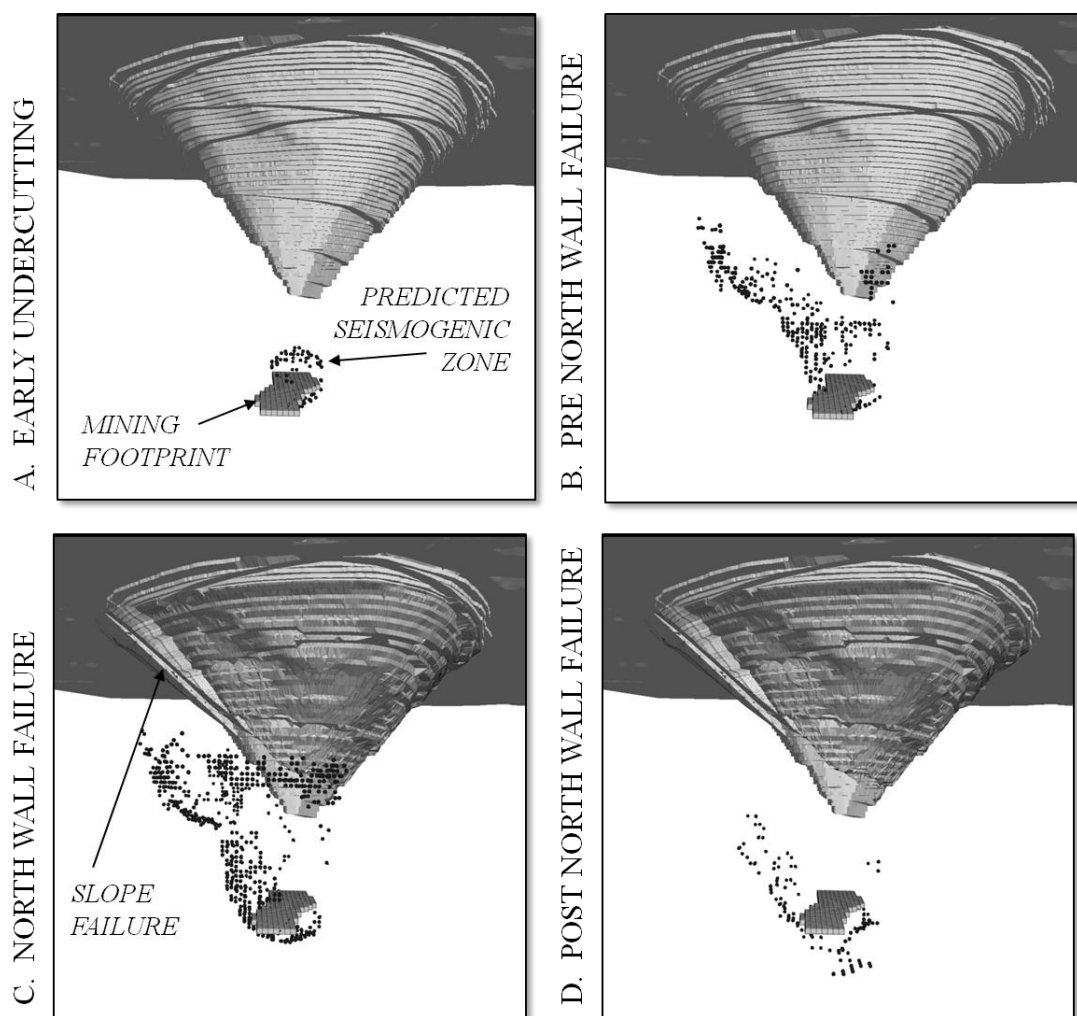 A. EARLY UNDERCUTTING
PREDICTED
SEISMOGENIC
ZONE
MINING
FOOTPRINT
B. PRE NORTH WALL FAILURE
C. NORTH WALL FAILURE
SLOPE
FAILURE
D. POST NORTH WALL FAILURE